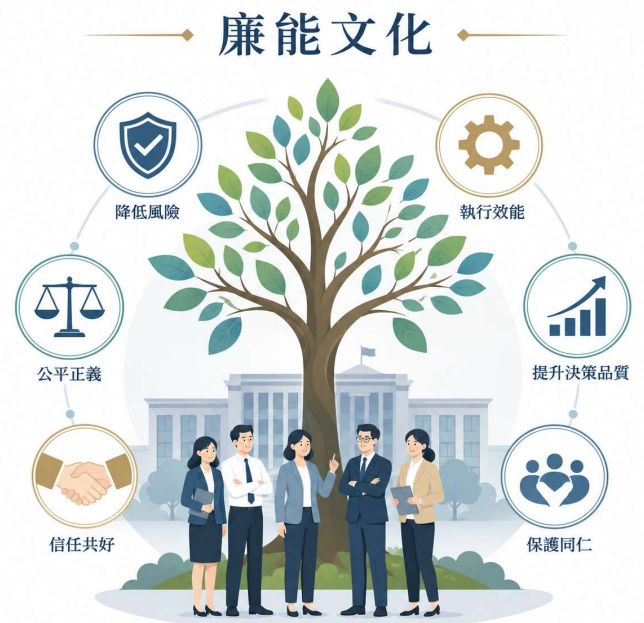 廉能文化
降低風險
執行效能
公平正義
提升決策品質
信任共好
保護同仁